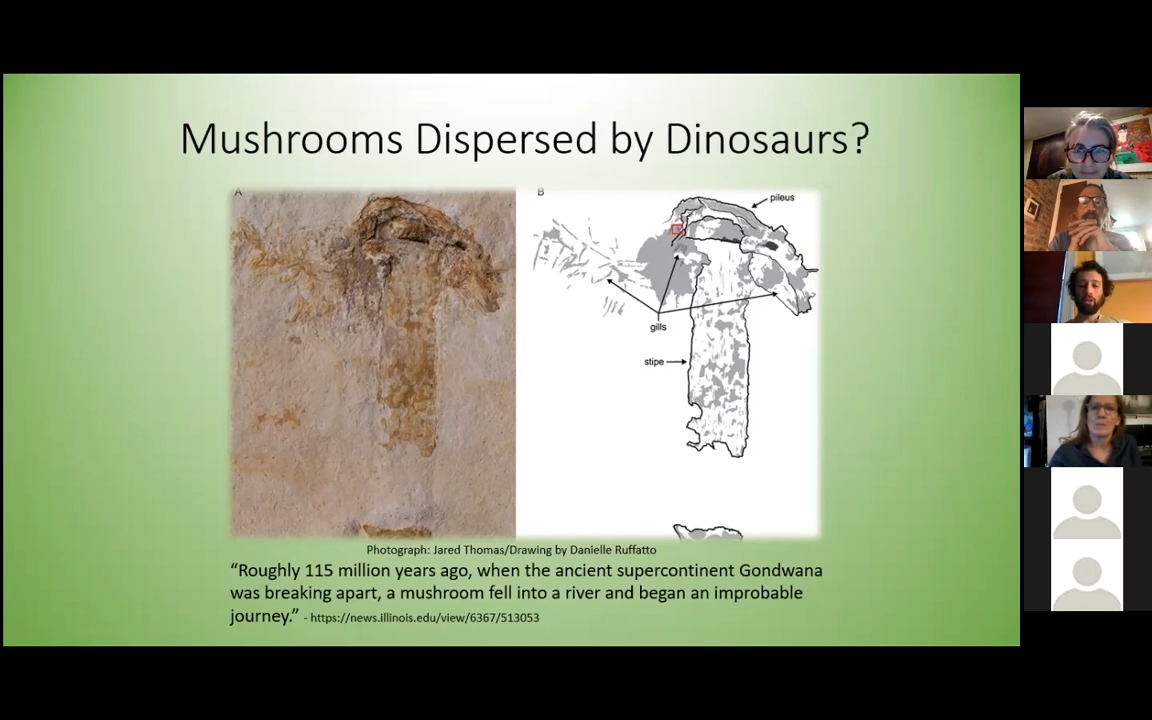 Mushrooms Dispersed by Dinosaurs?
A
B
pileus
gills
stipe
Photograph: Jared Thomas/Drawing by Danielle Ruffatto
“Roughly 115 million years ago, when the ancient supercontinent Gondwana
was breaking apart, a mushroom fell into a river and began an improbable
journey.” - https://news.illinois.edu/view/6367/513053